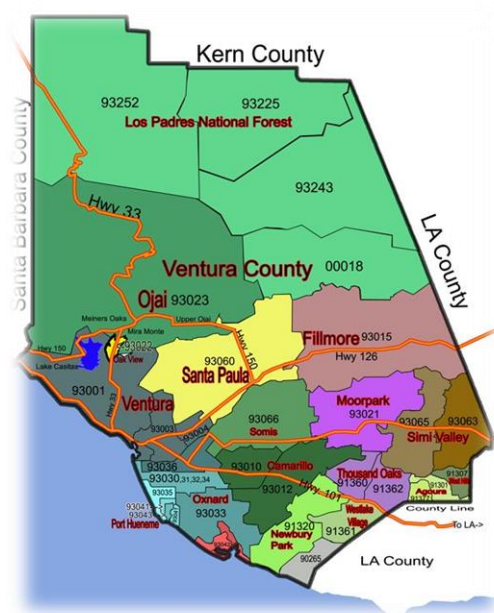 Kern County
Santa Barbara County
93252
93225
Los Padres National Forest
93243
Hwy 33
LA County
00018
Ventura County
Ojai
93023
Meiners Oaks
Mira Monte
Upper Ojai
Hwy 150
Hwy 150
93022
Oak View
Lake Casitas
Fillmore
93015
Hwy 126
93060
Santa Paula
93001
Hwy 33
Ventura
93003
93004
93066
Somis
Moorpark
93021
93065
93063
Simi Valley
93036
93030,31,32,34
93035
93010
Camarillo
93012
Thousand Oaks
91360
91362
91307
91301
Agoura
County Line
Oxnard
93033
93041
93043
Port Hueneme
Hwy 101
91320
Newbury
Park
Westlake
Village
91361
90265
To LA->
LA County